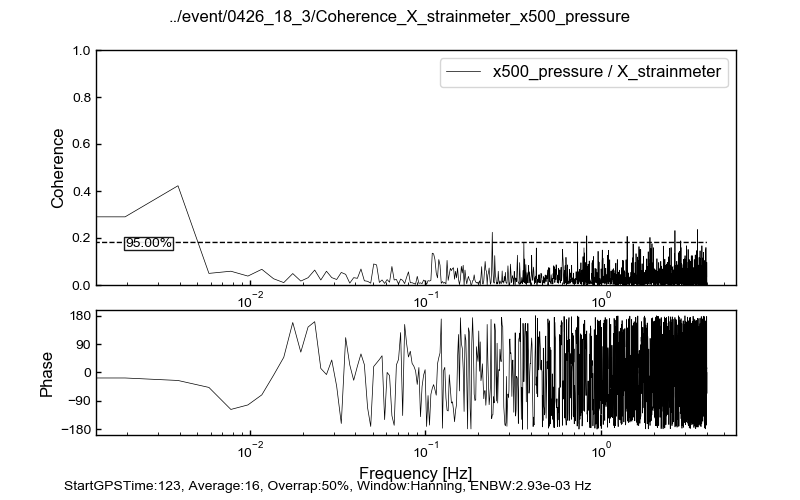 ../event/0426_18_3/Coherence_X_strainmeter_x500_pressure
1.0
x500_pressure / X_strainmeter
0.8
0.6
Coherence
0.4
0.2
95.00%
0.0
10⁻² 10⁻¹ 10⁰
180
90
Phase
0
−90
−180
10⁻² 10⁻¹ 10⁰
Frequency [Hz]
StartGPSTime:123, Average:16, Overrap:50%, Window:Hanning, ENBW:2.93e-03 Hz